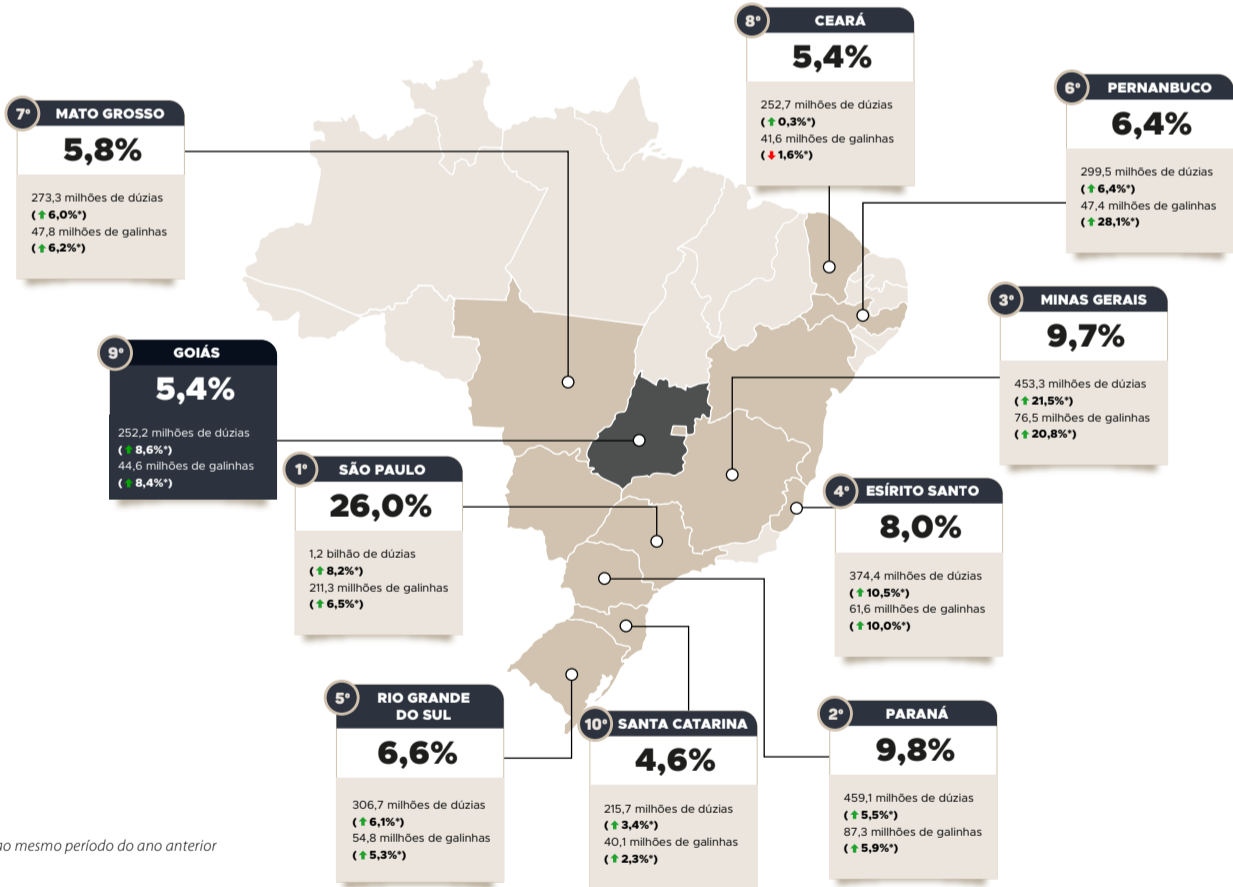 8º CEARÁ
5,4%
252,7 milhões de dúzias
(↑ 0,3%*)
41,6 milhões de galinhas
(↓ 1,6%*)
7º MATO GROSSO
5,8%
273,3 milhões de dúzias
(↑ 6,0%*)
47,8 milhões de galinhas
(↑ 6,2%*)
6º PERNANBUCO
6,4%
299,5 milhões de dúzias
(↑ 6,4%*)
47,4 milhões de galinhas
(↑ 28,1%*)
3º MINAS GERAIS
9,7%
453,3 milhões de dúzias
(↑ 21,5%*)
76,5 milhões de galinhas
(↑ 20,8%*)
9º GOIÁS
5,4%
252,2 milhões de dúzias
(↑ 8,6%*)
44,6 milhões de galinhas
(↑ 8,4%*)
1º SÃO PAULO
26,0%
1,2 bilhão de dúzias
(↑ 8,2%*)
211,3 millhões de galinhas
(↑ 6,5%*)
4º ESÍRITO SANTO
8,0%
374,4 milhões de dúzias
(↑ 10,5%*)
61,6 millhões de galinhas
(↑ 10,0%*)
5º RIO GRANDE
DO SUL
6,6%
306,7 milhões de dúzias
(↑ 6,1%*)
54,8 millhões de galinhas
(↑ 5,3%*)
10º SANTA CATARINA
4,6%
215,7 milhões de dúzias
(↑ 3,4%*)
40,1 milhões de galinhas
(↑ 2,3%*)
2º PARANÁ
9,8%
459,1 milhões de dúzias
(↑ 5,5%*)
87,3 millhões de galinhas
(↑ 5,9%*)
ao mesmo período do ano anterior